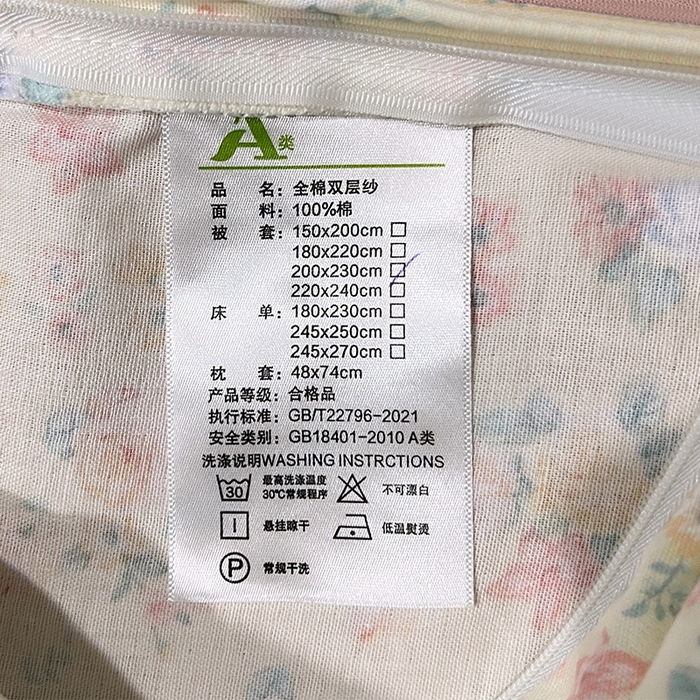 A类
品 名：全棉双层纱
面 料：100%棉
被 套：150x200cm
180x220cm
200x230cm
220x240cm
床 单：180x230cm
245x250cm
245x270cm
枕 套：48x74cm
产品等级：合格品
执行标准：GB/T22796-2021
安全类别：GB18401-2010 A类
洗涤说明WASHING INSTRCTIONS
30 最高洗涤温度
30℃常规程序
不可漂白
悬挂晾干
低温熨烫
P 常规干洗